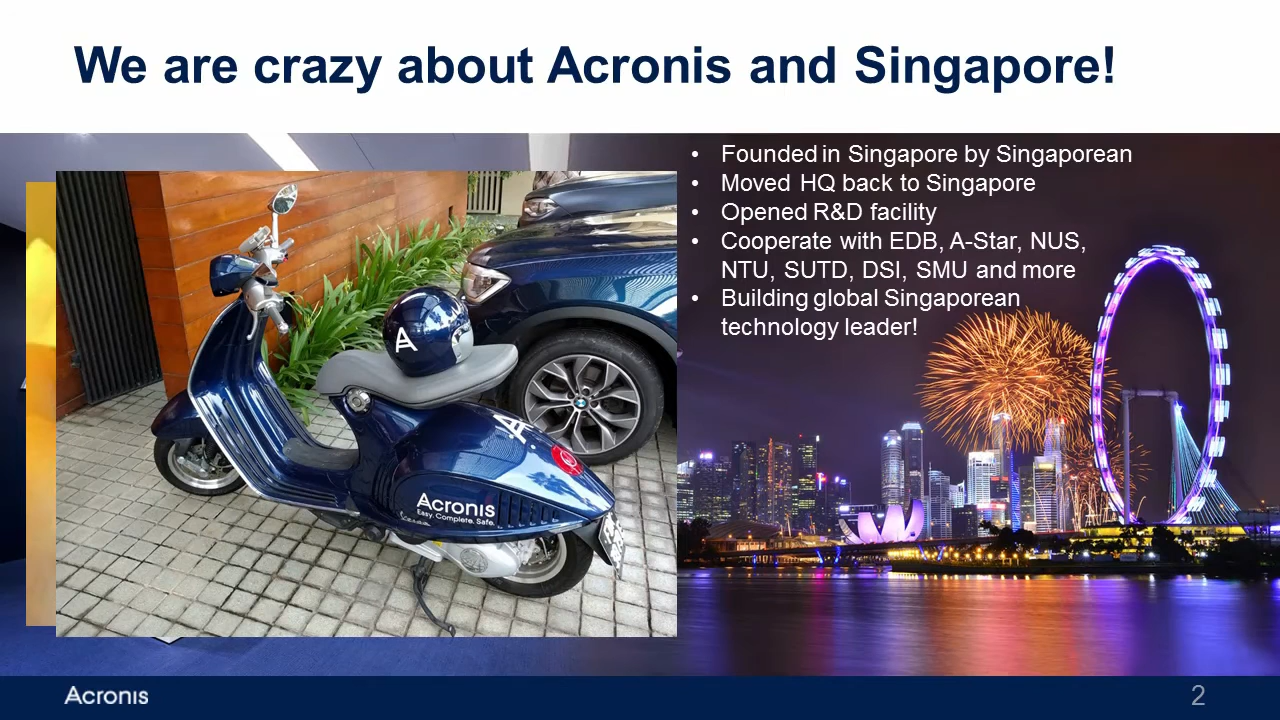 We are crazy about Acronis and Singapore!
• Founded in Singapore by Singaporean
• Moved HQ back to Singapore
• Opened R&D facility
• Cooperate with EDB, A-Star, NUS,
NTU, SUTD, DSI, SMU and more
• Building global Singaporean
technology leader!
A
A
Acronis
Easy. Complete. Safe.
Acronis
2